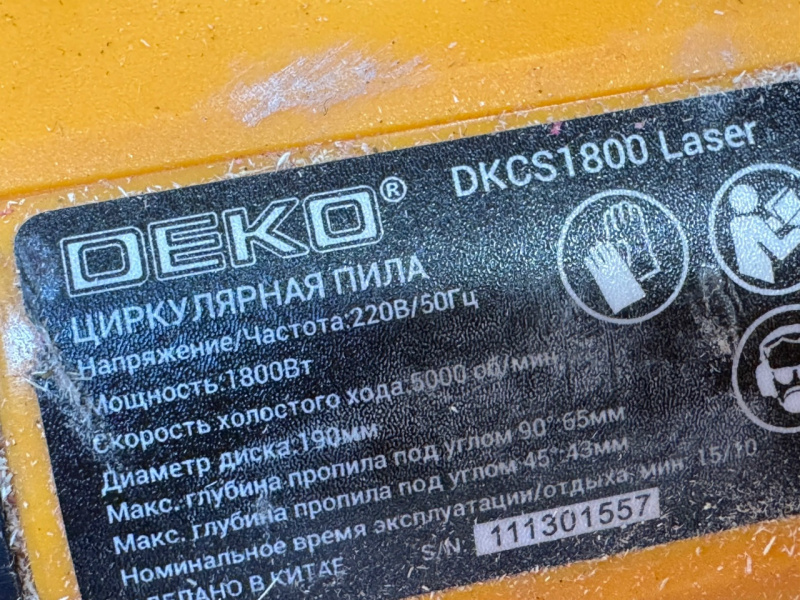 DEKO® DKCS1800 Laser
ЦИРКУЛЯРНАЯ ПИЛА
Напряжение/Частота:220В/50Гц
Мощность:1800Вт
Скорость холостого хода:5000 об/мин
Диаметр диска:190мм
Макс. глубина пропила под углом 90°:65мм
Макс. глубина пропила под углом 45°:43мм
Номинальное время эксплуатации/отдыха, мин: 15/10
СДЕЛАНО В КИТАЕ S/N: 111301557